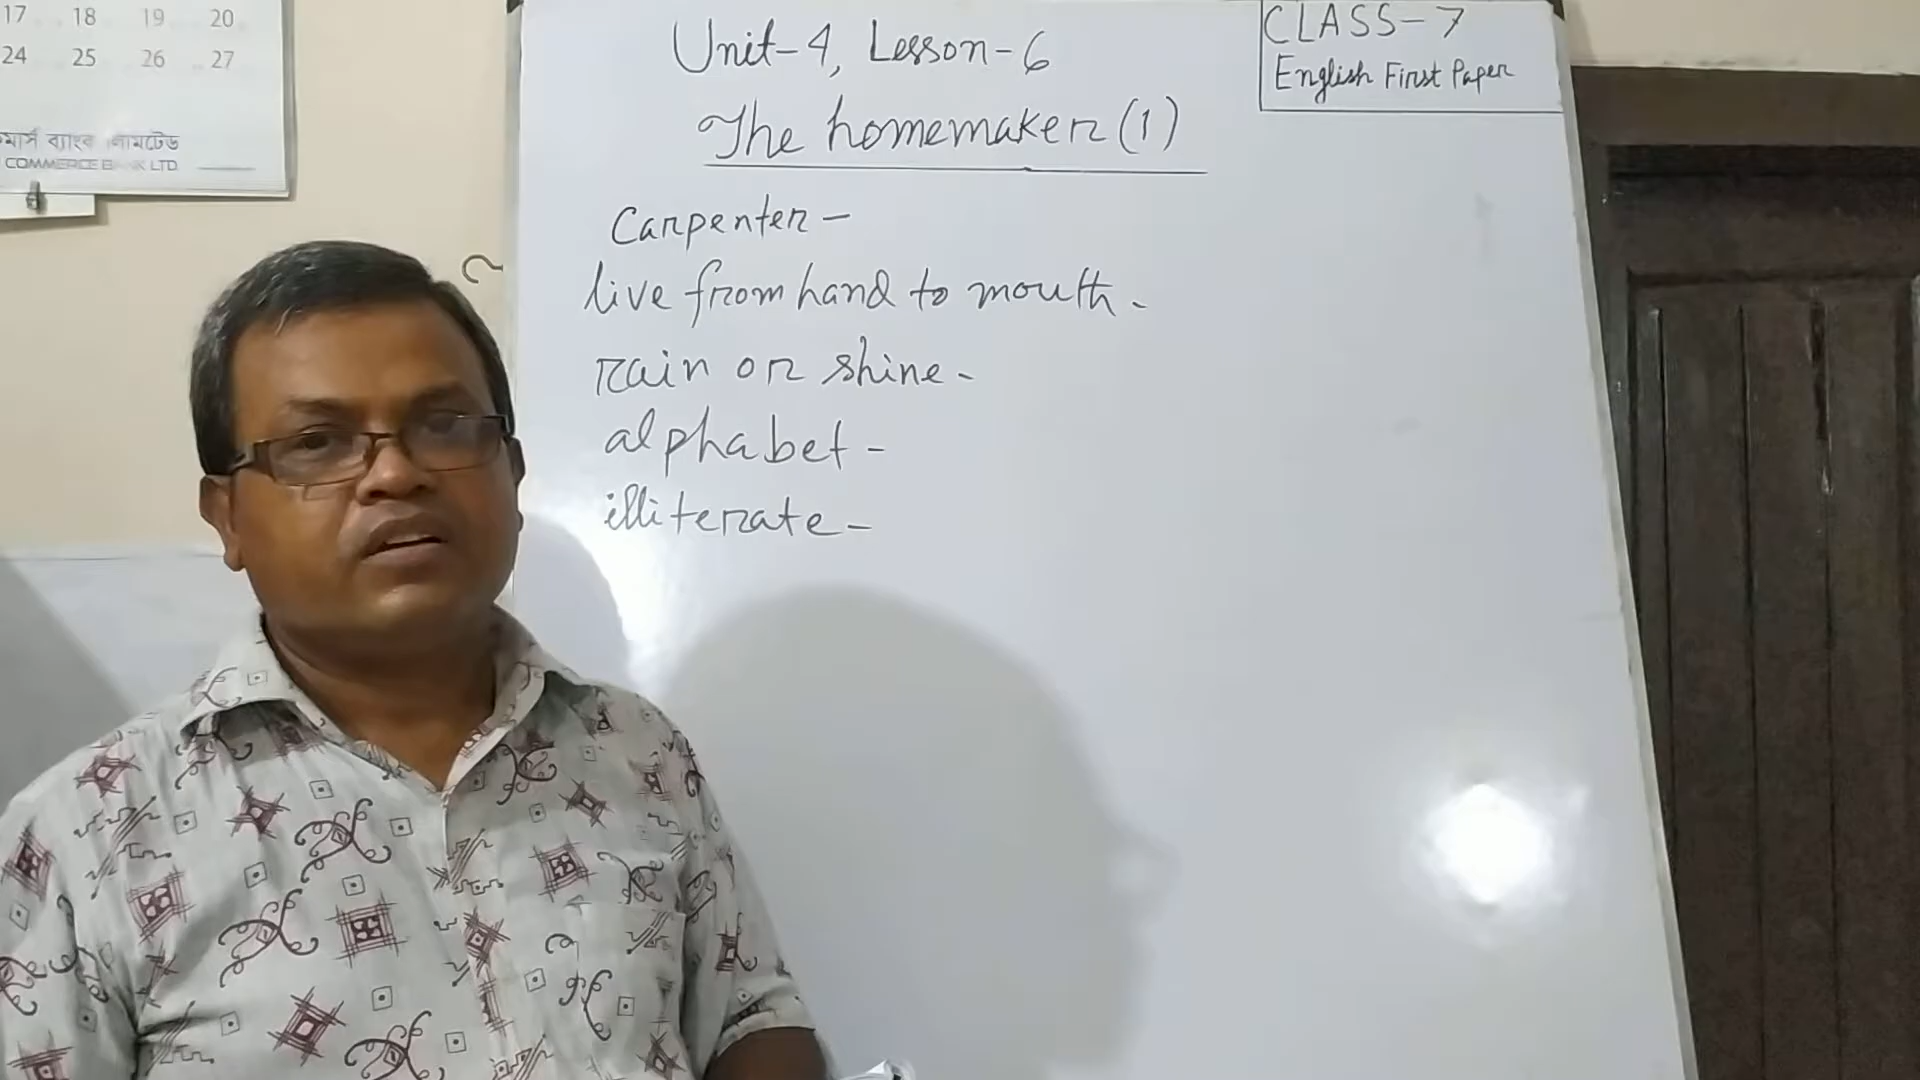 17 18 19 20
24 25 26 27
COMMERCE BANK LTD
Unit-4, Lesson-6
The homemaker (1)
CLASS-7
English First Paper
Carpenter -
live from hand to mouth -
rain or shine -
alphabet -
illiterate -